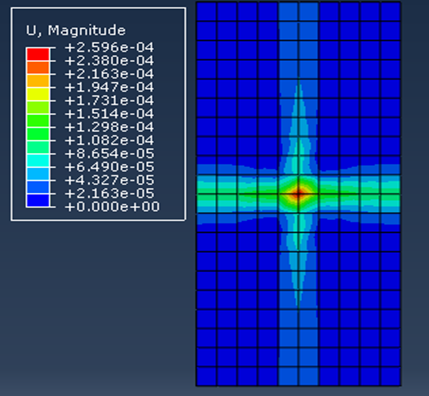 U, Magnitude
+2.596e-04
+2.380e-04
+2.163e-04
+1.947e-04
+1.731e-04
+1.514e-04
+1.298e-04
+1.082e-04
+8.654e-05
+6.490e-05
+4.327e-05
+2.163e-05
+0.000e+00